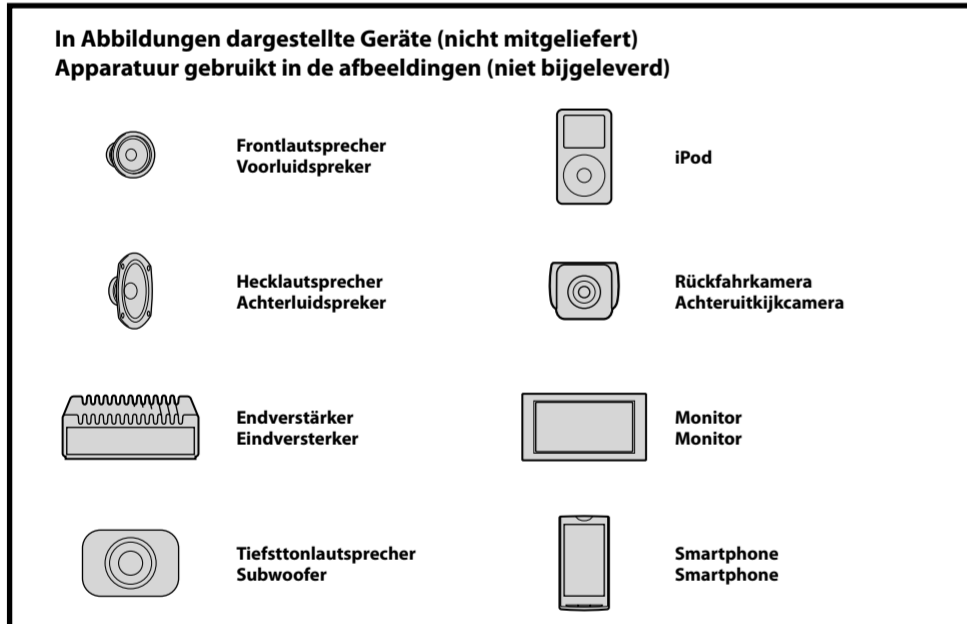 In Abbildungen dargestellte Geräte (nicht mitgeliefert)
Apparatuur gebruikt in de afbeeldingen (niet bijgeleverd)
Frontlautsprecher
Voorluidspreker
iPod
Hecklautsprecher
Achterluidspreker
Rückfahrkamera
Achteruitkijkcamera
Endverstärker
Eindversterker
Monitor
Monitor
Tiefsttonlautsprecher
Subwoofer
Smartphone
Smartphone